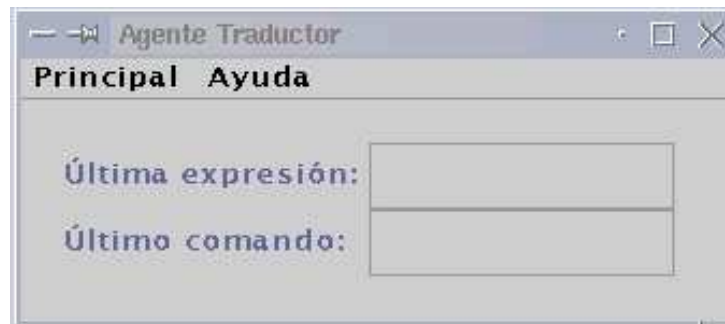 Agente Traductor
Principal Ayuda
Última expresión:
Último comando: